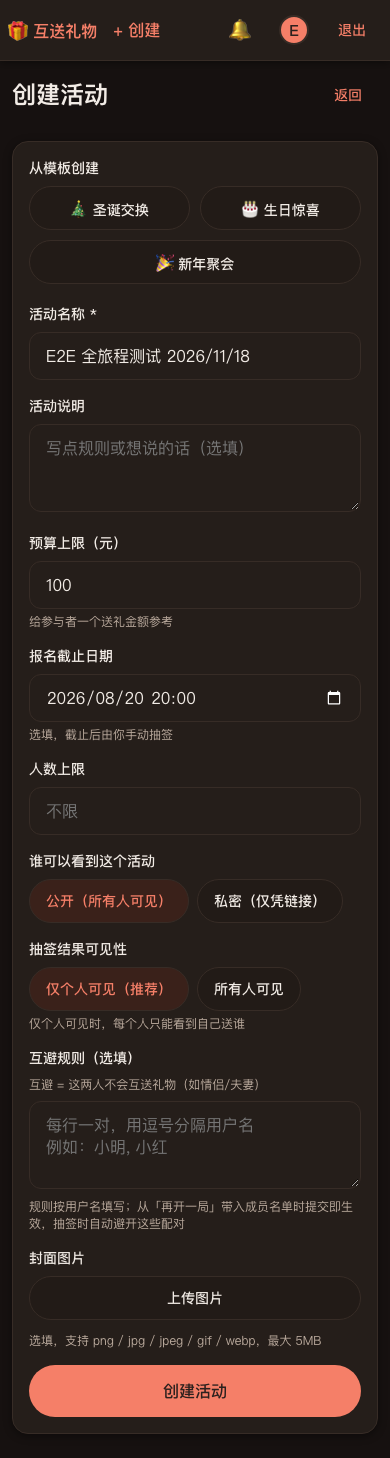 互送礼物 + 创建 E 退出
创建活动 返回
从模板创建
圣诞交换 生日惊喜
新年聚会
活动名称 *
E2E 全旅程测试 2026/11/18
活动说明
写点规则或想说的话（选填）
预算上限（元）
100
给参与者一个送礼金额参考
报名截止日期
2026/08/20 20:00
选填，截止后由你手动抽签
人数上限
不限
谁可以看到这个活动
公开（所有人可见） 私密（仅凭链接）
抽签结果可见性
仅个人可见（推荐） 所有人可见
仅个人可见时，每个人只能看到自己送谁
互避规则（选填）
互避 = 这两人不会互送礼物（如情侣/夫妻）
每行一对，用逗号分隔用户名
例如：小明, 小红
规则按用户名填写；从「再开一局」带入成员名单时提交即生
效，抽签时自动避开这些配对
封面图片
上传图片
选填，支持 png / jpg / jpeg / gif / webp，最大 5MB
创建活动